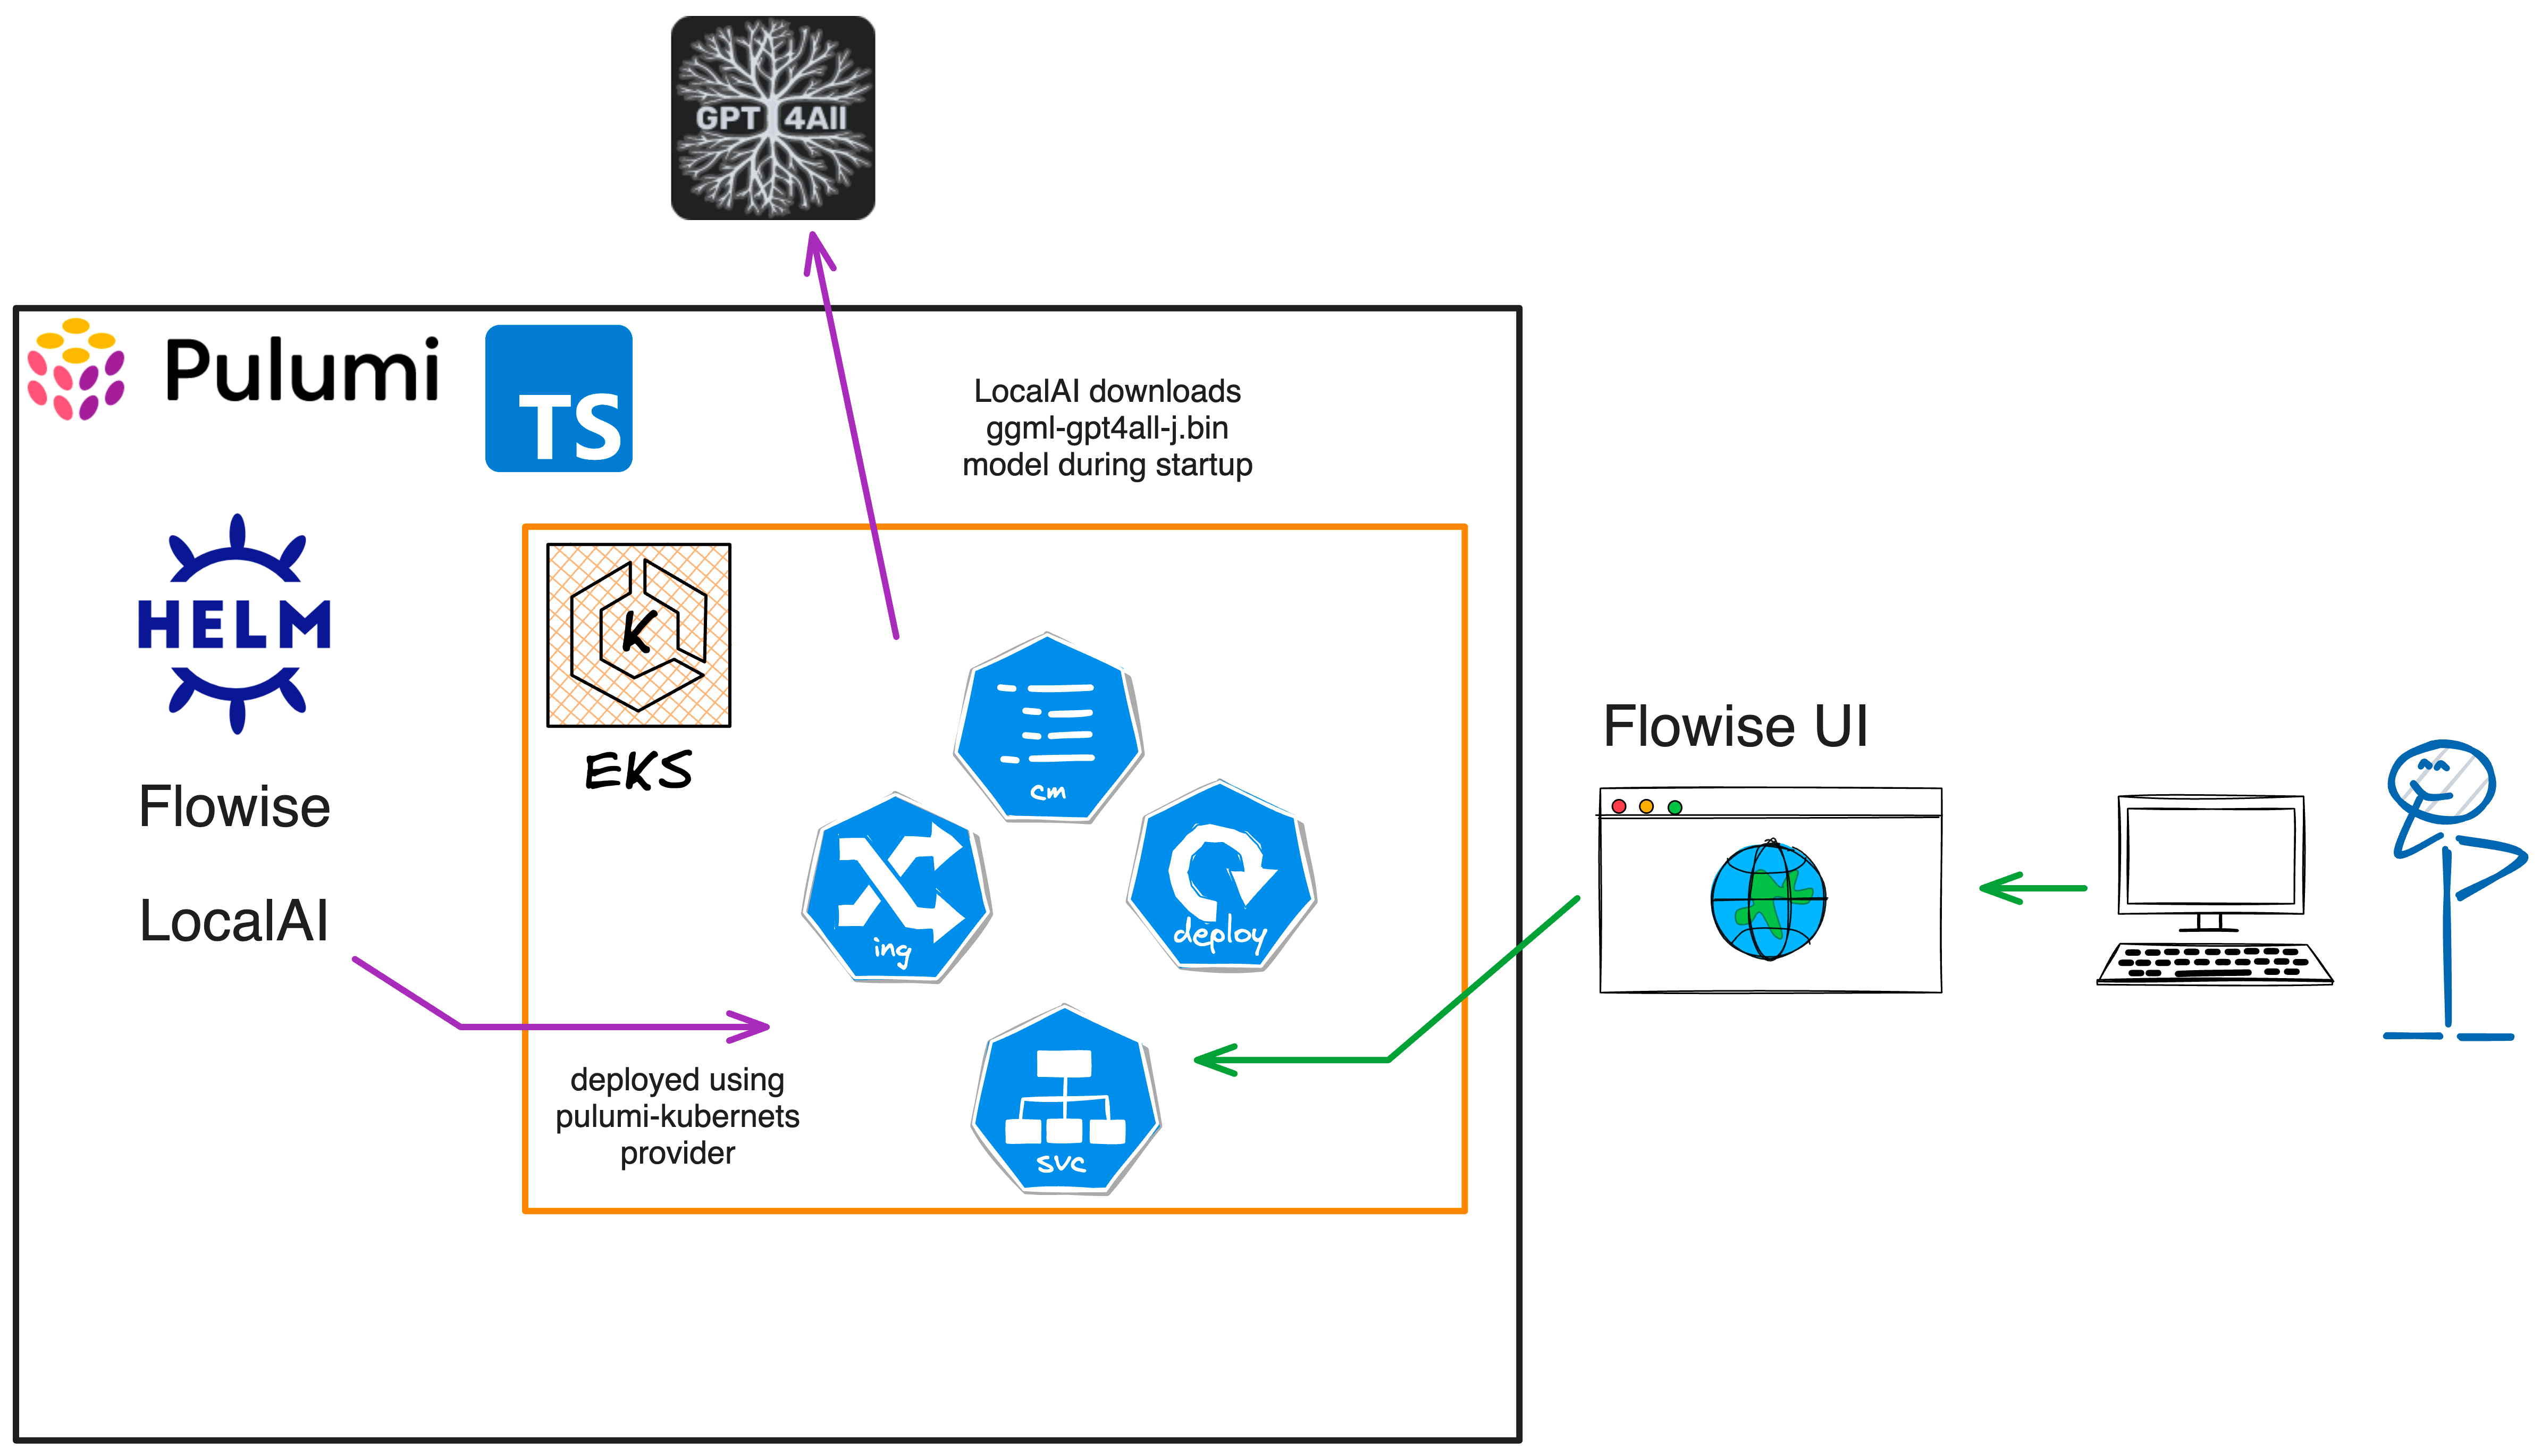 GPT 4All
Pulumi
TS
LocalAI downloads
ggml-gpt4all-j.bin
model during startup
HELM
K
EKS
Flowise
LocalAI
cm
ing
deploy
svc
deployed using
pulumi-kubernets
provider
Flowise UI